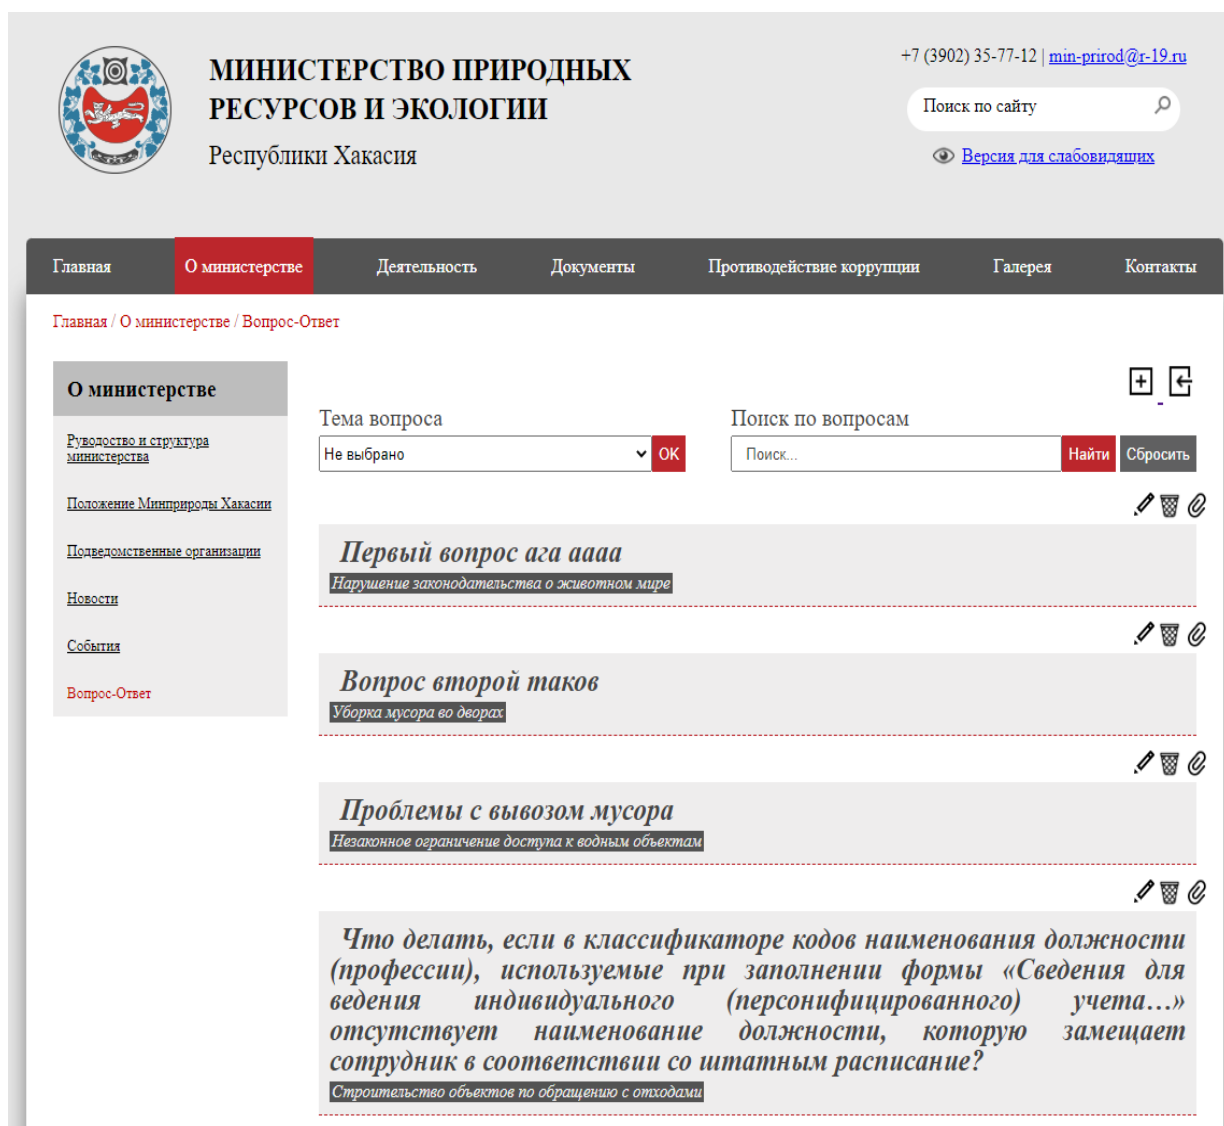 МИНИСТЕРСТВО ПРИРОДНЫХ
РЕСУРСОВ И ЭКОЛОГИИ
Республики Хакасия
+7 (3902) 35-77-12 | min-prirod@r-19.ru
Поиск по сайту
Версия для слабовидящих
Главная О министерстве Деятельность Документы Противодействие коррупции Галерея Контакты
Главная / О министерстве / Вопрос-Ответ
О министерстве
Руводоство и структура
министерства
Положение Минприроды Хакасии
Подведомственные организации
Новости
События
Вопрос-Ответ
Тема вопроса
Не выбрано OK
Поиск по вопросам
Поиск... Найти Сбросить
Первый вопрос ага аааа
Нарушение законодательства о животном мире
Вопрос второй таков
Уборка мусора во дворах
Проблемы с вывозом мусора
Незаконное ограничение доступа к водным объектам
Что делать, если в классификаторе кодов наименования должности
(профессии), используемые при заполнении формы «Сведения для
ведения индивидуального (персонифицированного) учета…»
отсутствует наименование должности, которую замещает
сотрудник в соответствии со штатным расписание?
Строительство объектов по обращению с отходами